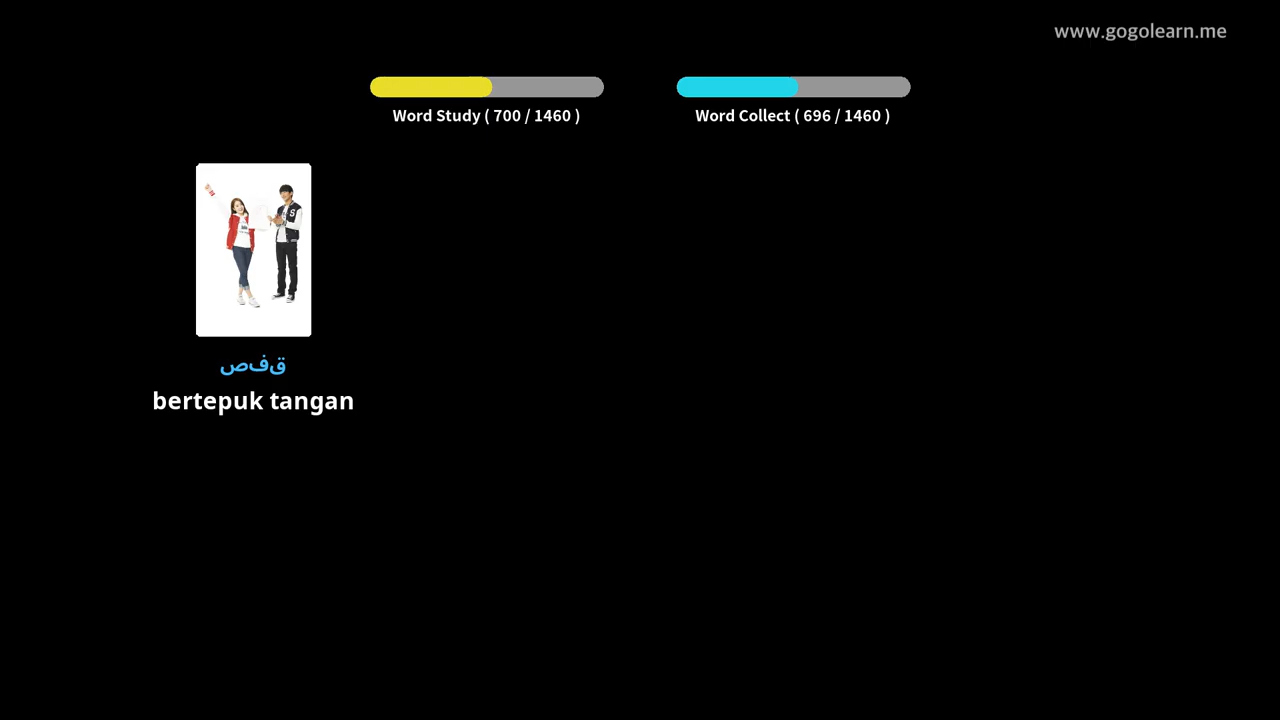 www.gogolearn.me
Word Study ( 700 / 1460 )
Word Collect ( 696 / 1460 )
صفق
bertepuk tangan